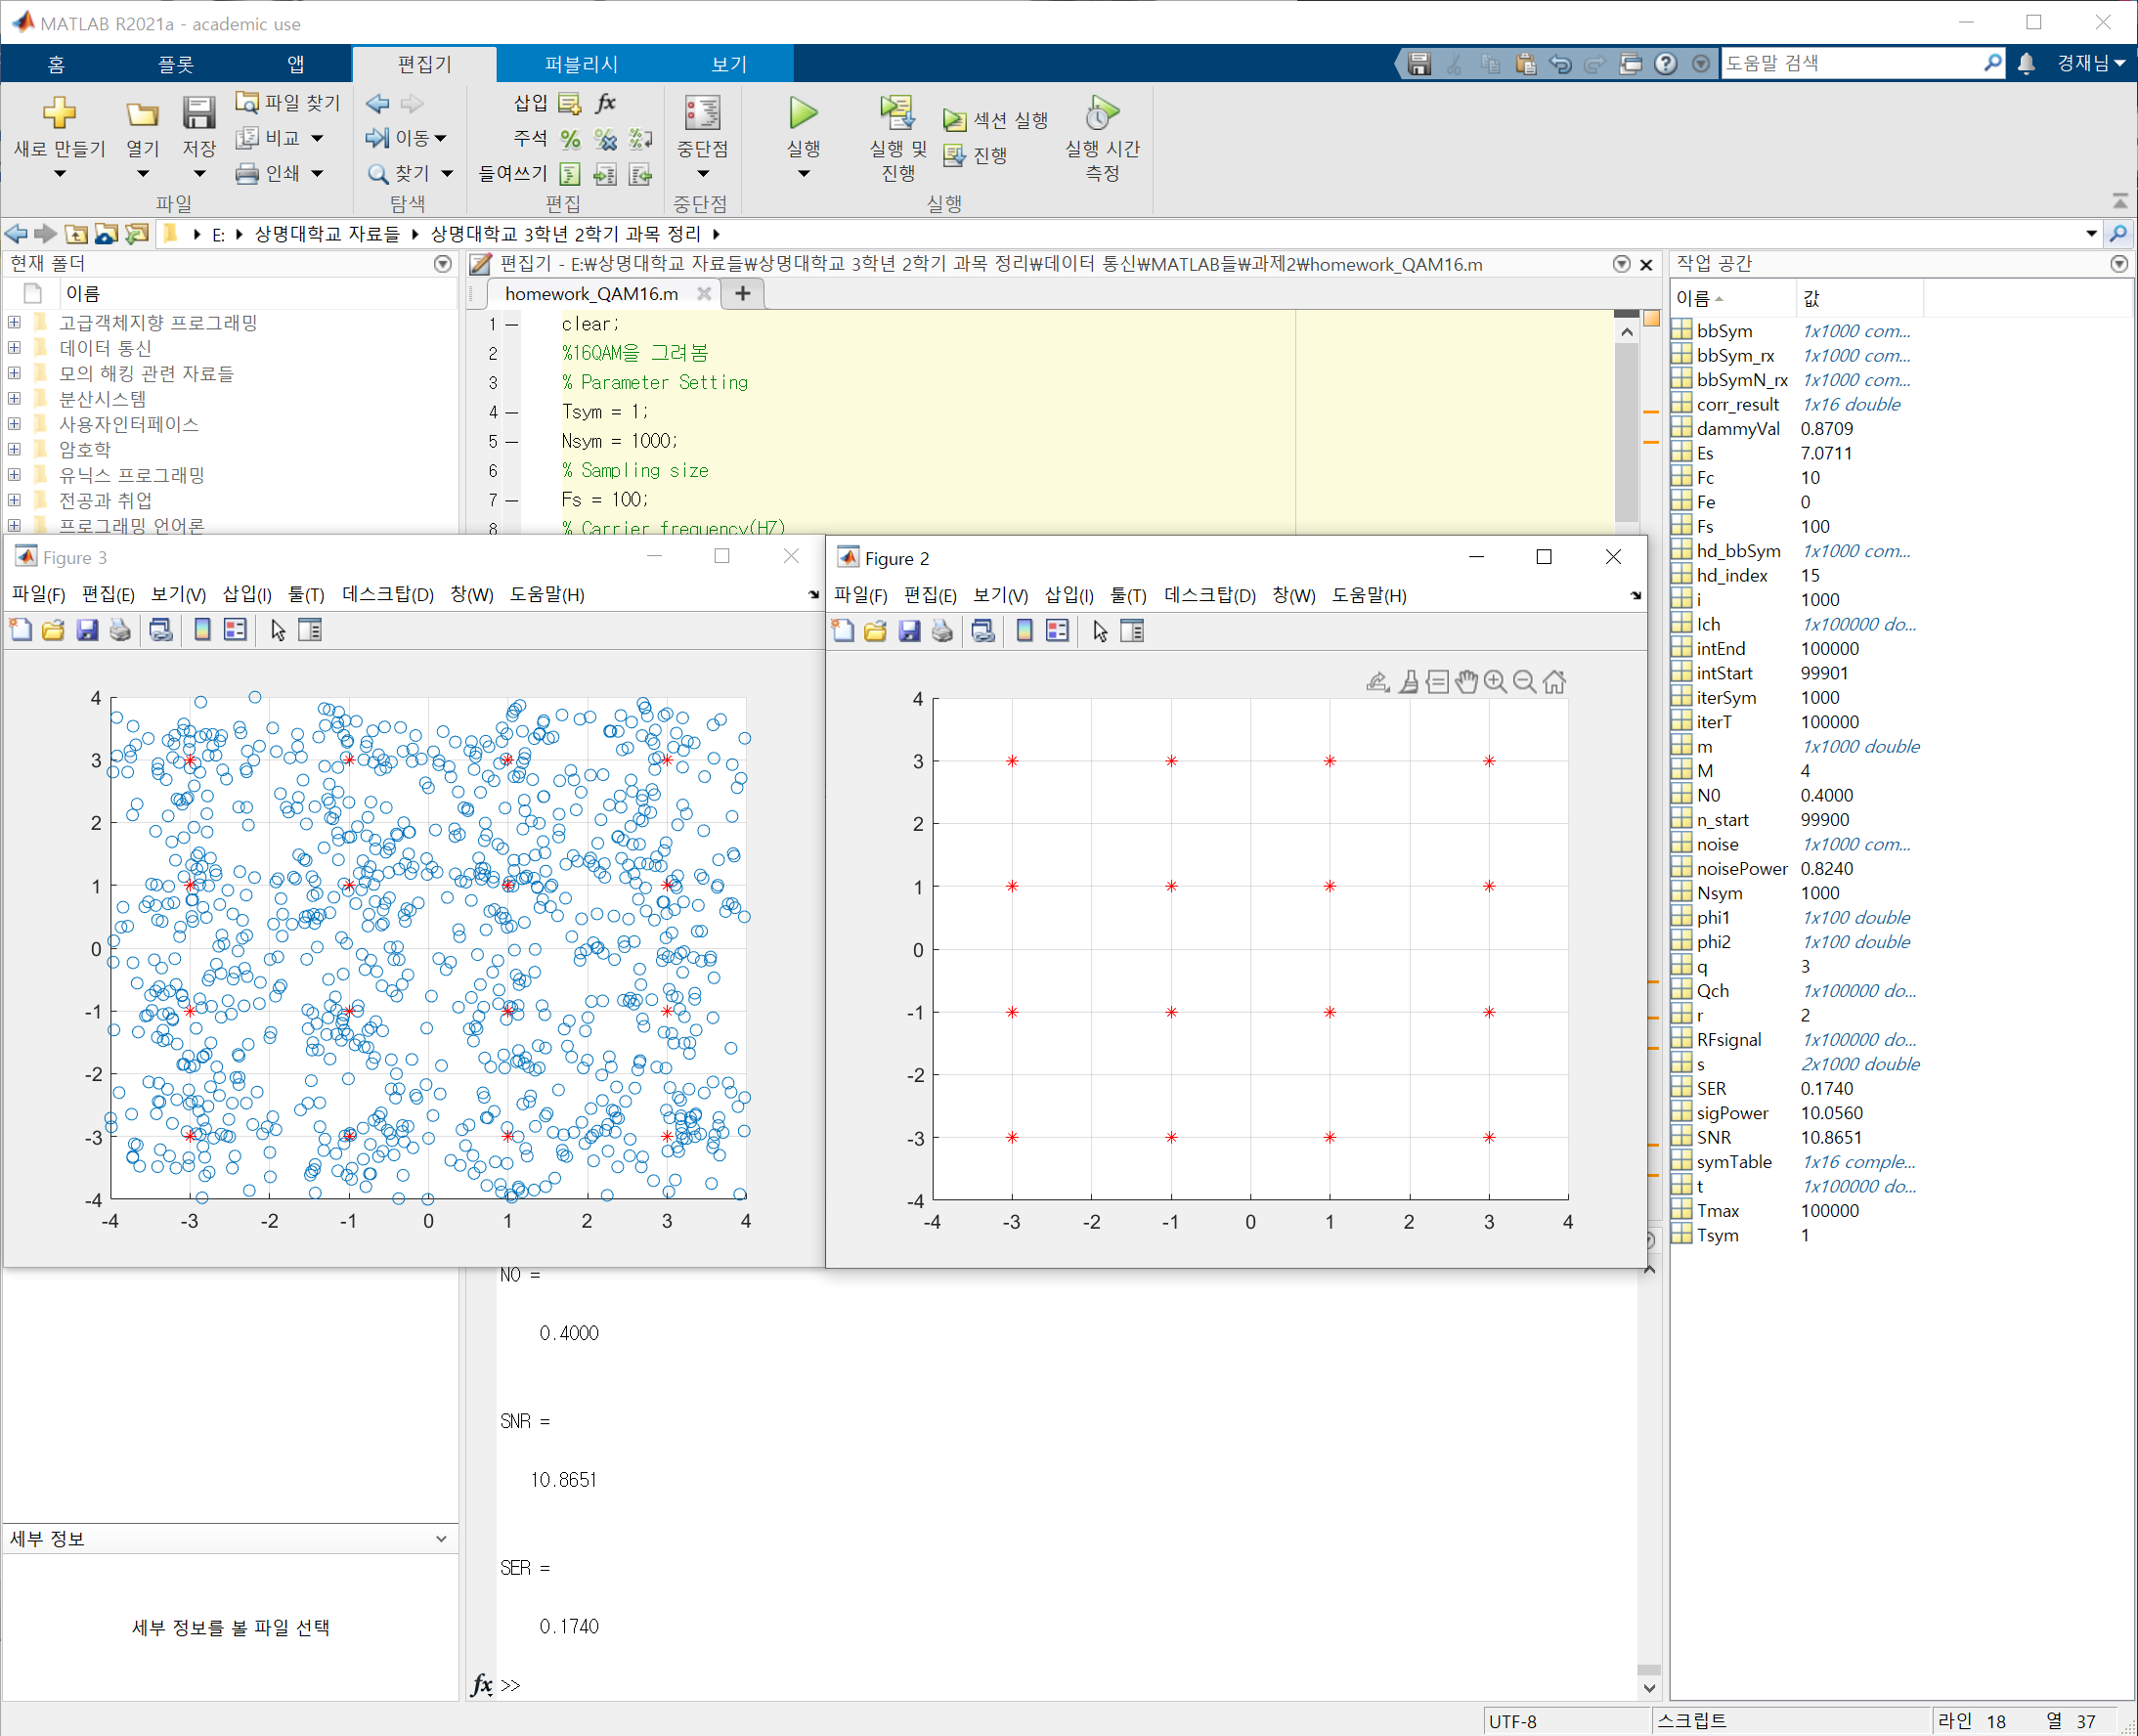 MATLAB R2021a - academic use
홈 플롯 앱 편집기 퍼블리시 보기 도움말 검색 경재님
새로 만들기 열기 저장 파일 찾기 비교 인쇄
파일
이동 찾기
탐색
삽입 fx
주석
들여쓰기
편집
중단점
중단점
실행 실행 및 진행 섹션 실행 진행 실행 시간 측정
실행
E: 상명대학교 자료들 상명대학교 3학년 2학기 과목 정리
현재 폴더
이름
고급객체지향 프로그래밍
데이터 통신
모의 해킹 관련 자료들
분산시스템
사용자인터페이스
암호학
유닉스 프로그래밍
전공과 취업
프로그래밍 언어론
편집기 - E:₩상명대학교 자료들₩상명대학교 3학년 2학기 과목 정리₩데이터 통신₩MATLAB들₩과제2₩homework_QAM16.m
homework_QAM16.m
1 clear;
2 %16QAM을 그려봄
3 % Parameter Setting
4 Tsym = 1;
5 Nsym = 1000;
6 % Sampling size
7 Fs = 100;
8 % Carrier frequency(HZ)
Figure 3
파일(F) 편집(E) 보기(V) 삽입(I) 툴(T) 데스크탑(D) 창(W) 도움말(H)
4
3
2
1
0
-1
-2
-3
-4
-4 -3 -2 -1 0 1 2 3 4
Figure 2
파일(F) 편집(E) 보기(V) 삽입(I) 툴(T) 데스크탑(D) 창(W) 도움말(H)
4
3
2
1
0
-1
-2
-3
-4
-4 -3 -2 -1 0 1 2 3 4
N0 =
0.4000
SNR =
10.8651
SER =
0.1740
fx >>
세부 정보
세부 정보를 볼 파일 선택
작업 공간
이름 값
bbSym 1x1000 com...
bbSym_rx 1x1000 com...
bbSymN_rx 1x1000 com...
corr_result 1x16 double
dammyVal 0.8709
Es 7.0711
Fc 10
Fe 0
Fs 100
hd_bbSym 1x1000 com...
hd_index 15
i 1000
Ich 1x100000 do...
intEnd 100000
intStart 99901
iterSym 1000
iterT 100000
m 1x1000 double
M 4
N0 0.4000
n_start 99900
noise 1x1000 com...
noisePower 0.8240
Nsym 1000
phi1 1x100 double
phi2 1x100 double
q 3
Qch 1x100000 do...
r 2
RFsignal 1x100000 do...
s 2x1000 double
SER 0.1740
sigPower 10.0560
SNR 10.8651
symTable 1x16 comple...
t 1x100000 do...
Tmax 100000
Tsym 1
UTF-8 스크립트 라인 18 열 37